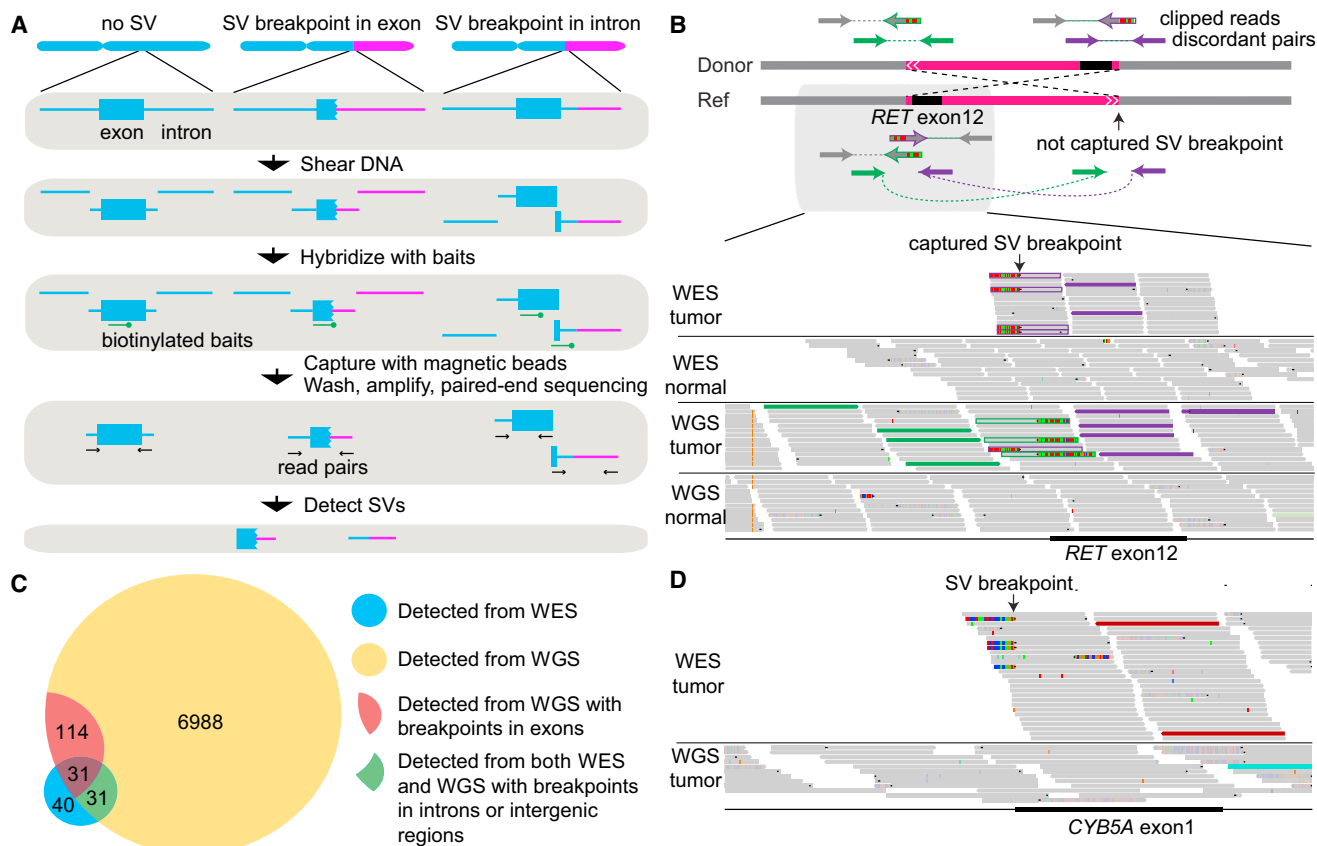 A
no SV
SV breakpoint in exon
SV breakpoint in intron
exon
intron
Shear DNA
Hybridize with baits
biotinylated baits
Capture with magnetic beads
Wash, amplify, paired-end sequencing
read pairs
Detect SVs
B
clipped reads
discordant pairs
Donor
Ref
RET exon12
not captured SV breakpoint
captured SV breakpoint
WES
tumor
WES
normal
WGS
tumor
WGS
normal
RET exon12
C
114
6988
31
40
31
Detected from WES
Detected from WGS
Detected from WGS with
breakpoints in exons
Detected from both WES
and WGS with breakpoints
in introns or intergenic
regions
D
SV breakpoint
WES
tumor
WGS
tumor
CYB5A exon1